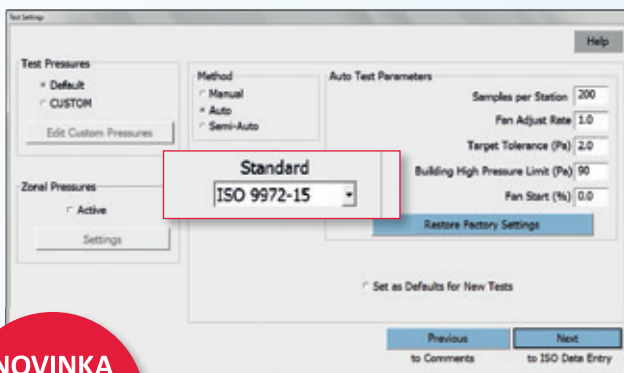 Test Settings
Help
Test Pressures
Default
CUSTOM
Edit Custom Pressures
Zonal Pressures
Active
Settings
Method
Manual
Auto
Semi-Auto
Standard
ISO 9972-15
Auto Test Parameters
Samples per Station 200
Fan Adjust Rate 1.0
Target Tolerance (Pa) 2.0
Building High Pressure Limit (Pa) 90
Fan Start (%) 0.0
Restore Factory Settings
Set as Defaults for New Tests
Previous
to Comments
Next
to ISO Data Entry
NOVINKA